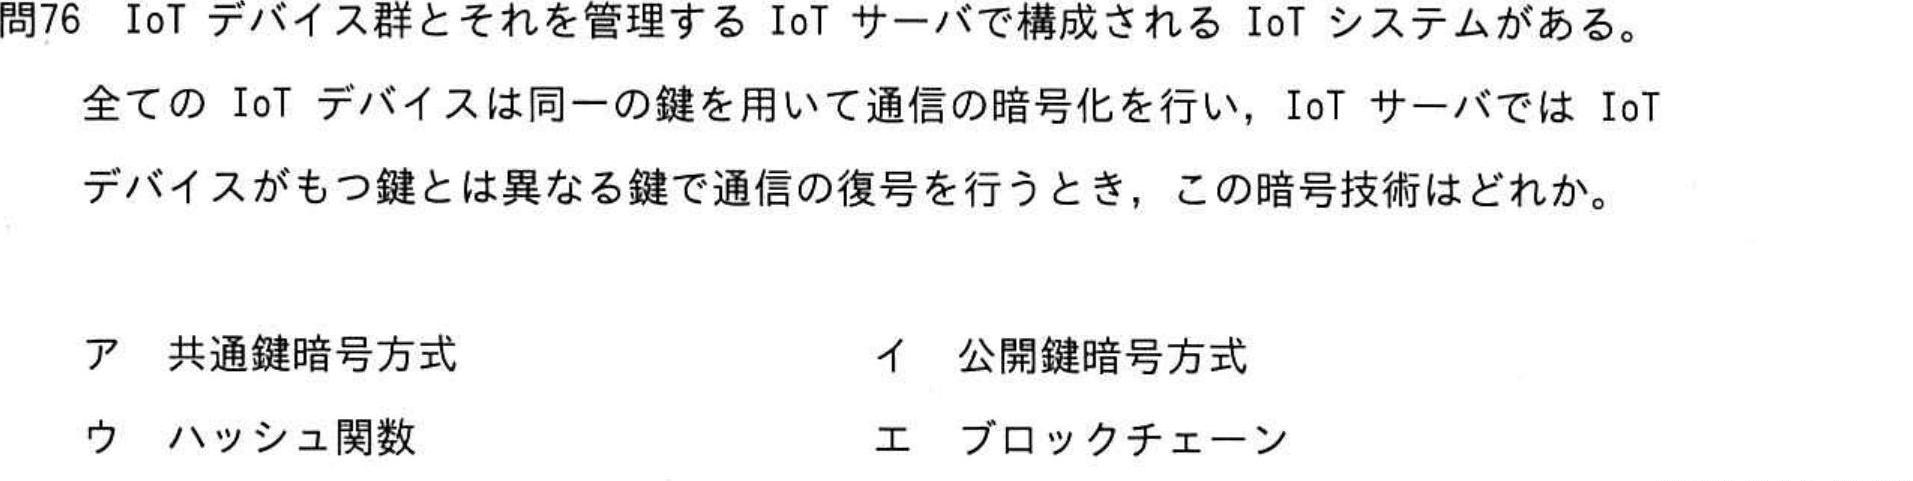 問76 IoT デバイス群とそれを管理する IoT サーバで構成される IoT システムがある。
全ての IoT デバイスは同一の鍵を用いて通信の暗号化を行い，IoT サーバでは IoT
デバイスがもつ鍵とは異なる鍵で通信の復号を行うとき，この暗号技術はどれか。
ア 共通鍵暗号方式 イ 公開鍵暗号方式
ウ ハッシュ関数 エ ブロックチェーン